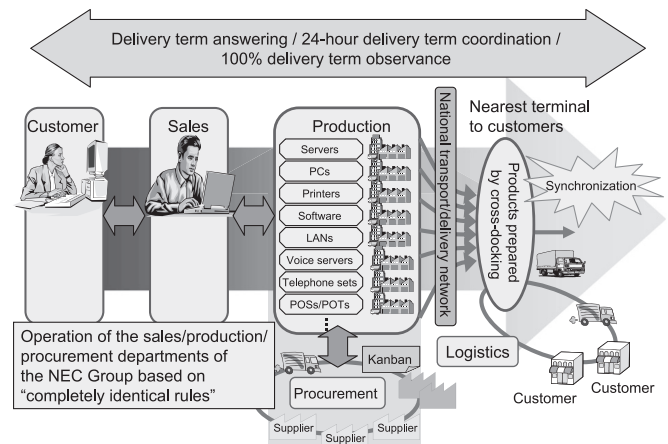 Delivery term answering / 24-hour delivery term coordination /
100% delivery term observance
Customer
Sales
Production
Servers
PCs
Printers
Software
LANs
Voice servers
Telephone sets
POSs/POTs
National transport/delivery network
Nearest terminal
to customers
Products prepared
by cross-docking
Synchronization
Operation of the sales/production/
procurement departments of
the NEC Group based on
“completely identical rules”
Kanban
Procurement
Supplier
Supplier
Supplier
Logistics
Customer
Customer